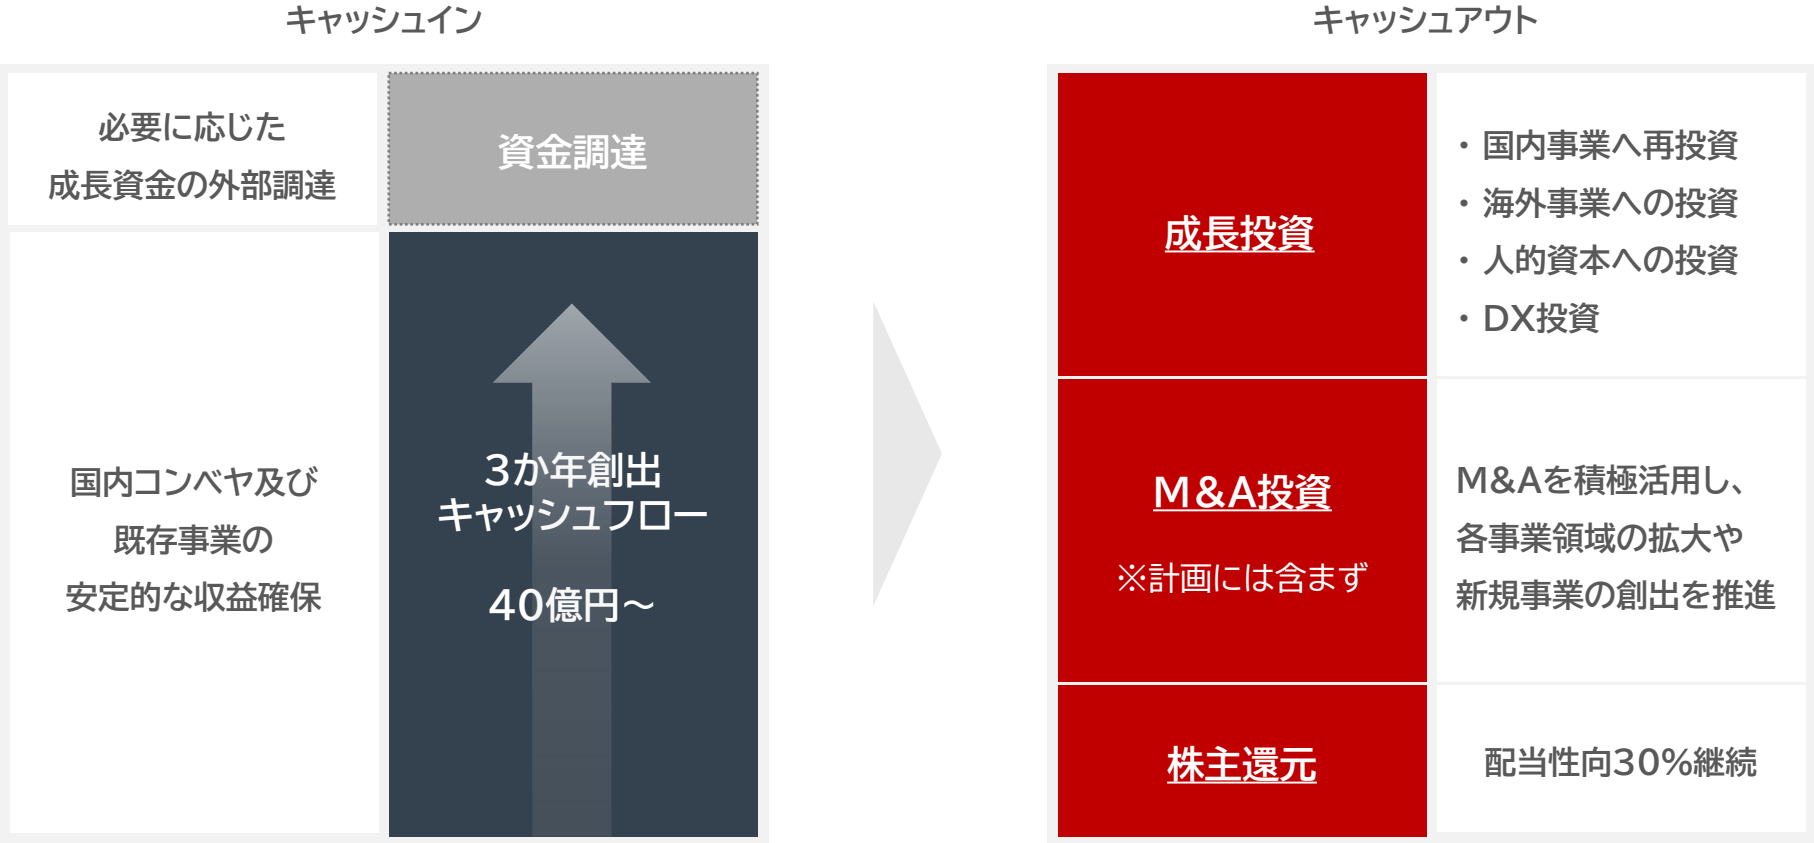 キャッシュイン
必要に応じた
成長資金の外部調達
資金調達
国内コンベヤ及び
既存事業の
安定的な収益確保
3か年創出
キャッシュフロー
40億円～
キャッシュアウト
成長投資
・国内事業へ再投資
・海外事業への投資
・人的資本への投資
・DX投資
M&A投資
※計画には含まず
M&Aを積極活用し、
各事業領域の拡大や
新規事業の創出を推進
株主還元
配当性向30%継続